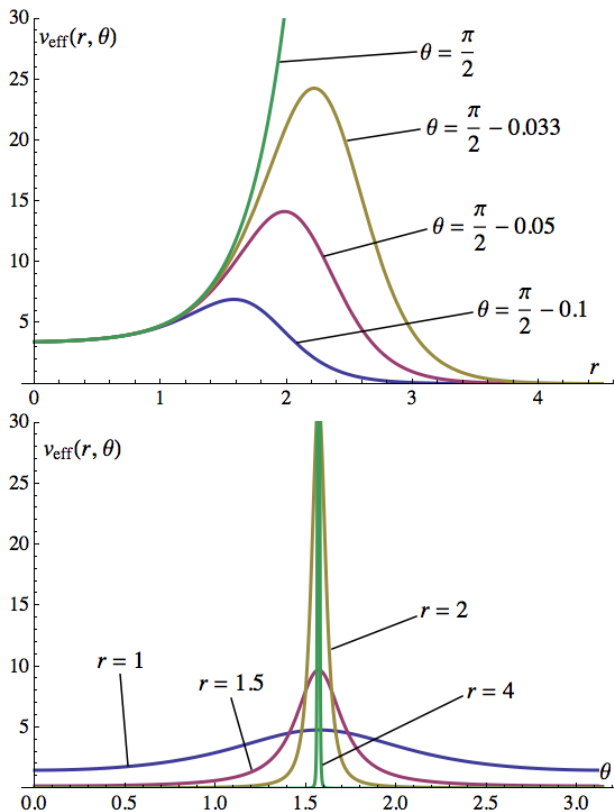 30
v_eff(r, θ)
θ = π/2
25
θ = π/2 − 0.033
20
15
θ = π/2 − 0.05
10
θ = π/2 − 0.1
5
r
0 1 2 3 4
30
v_eff(r, θ)
25
20
15
r = 2
10
r = 1 r = 1.5 r = 4
5
θ
0.0 0.5 1.0 1.5 2.0 2.5 3.0